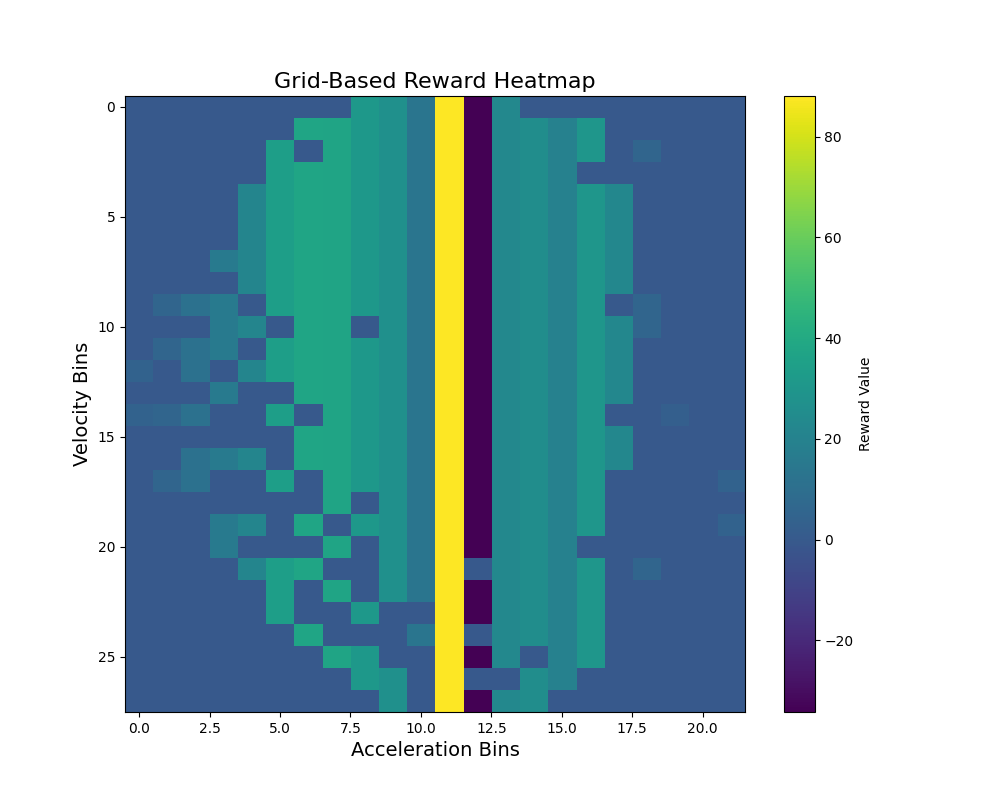 Grid-Based Reward Heatmap
Velocity Bins
0
5
10
15
20
25
0.0 2.5 5.0 7.5 10.0 12.5 15.0 17.5 20.0
Acceleration Bins
80
60
40
20
0
−20
Reward Value